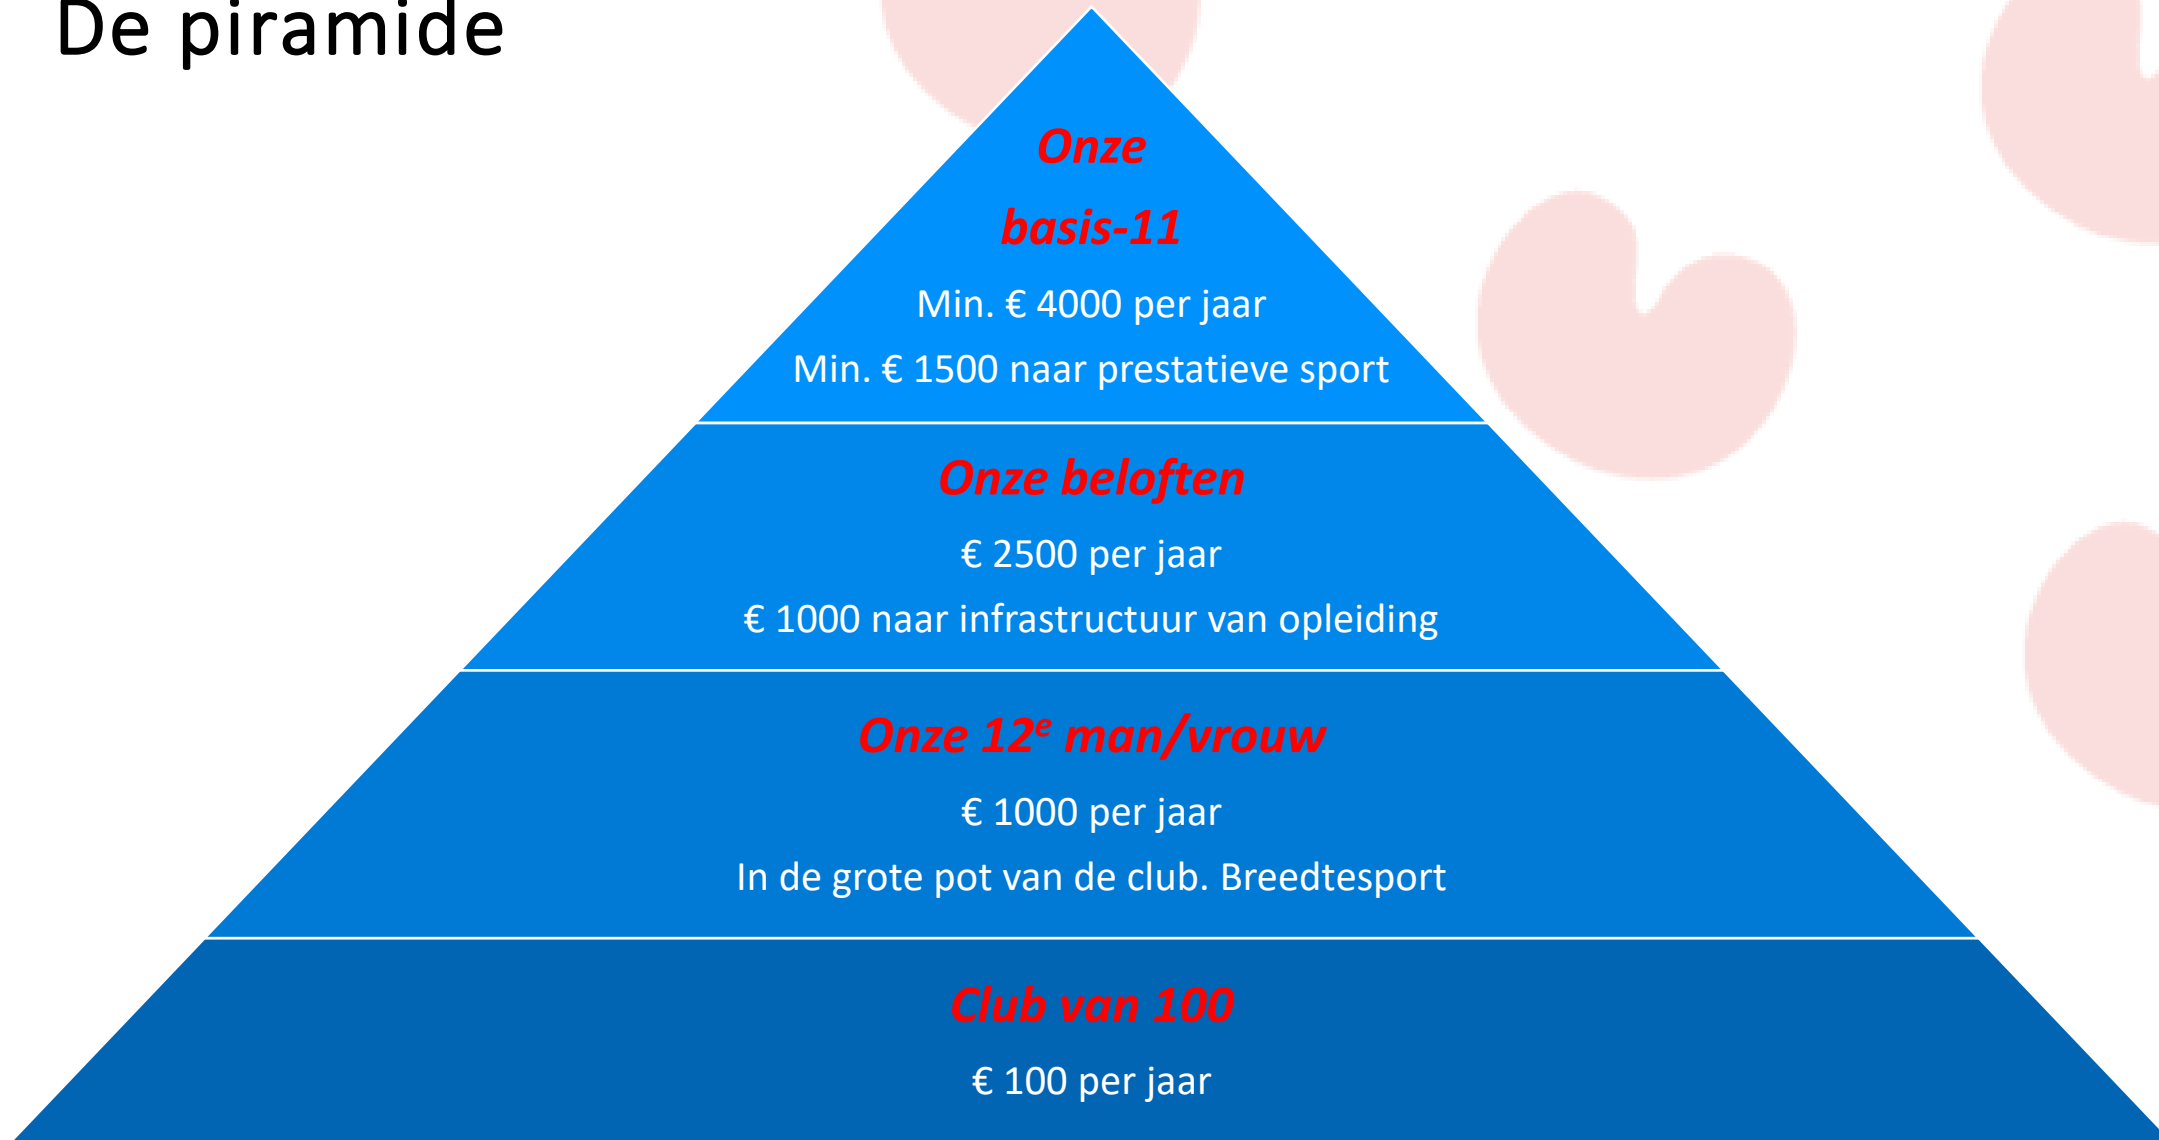 De piramide
Onze
basis-11
Min. € 4000 per jaar
Min. € 1500 naar prestatieve sport
Onze beloften
€ 2500 per jaar
€ 1000 naar infrastructuur van opleiding
Onze 12e man/vrouw
€ 1000 per jaar
In de grote pot van de club. Breedtesport
Club van 100
€ 100 per jaar